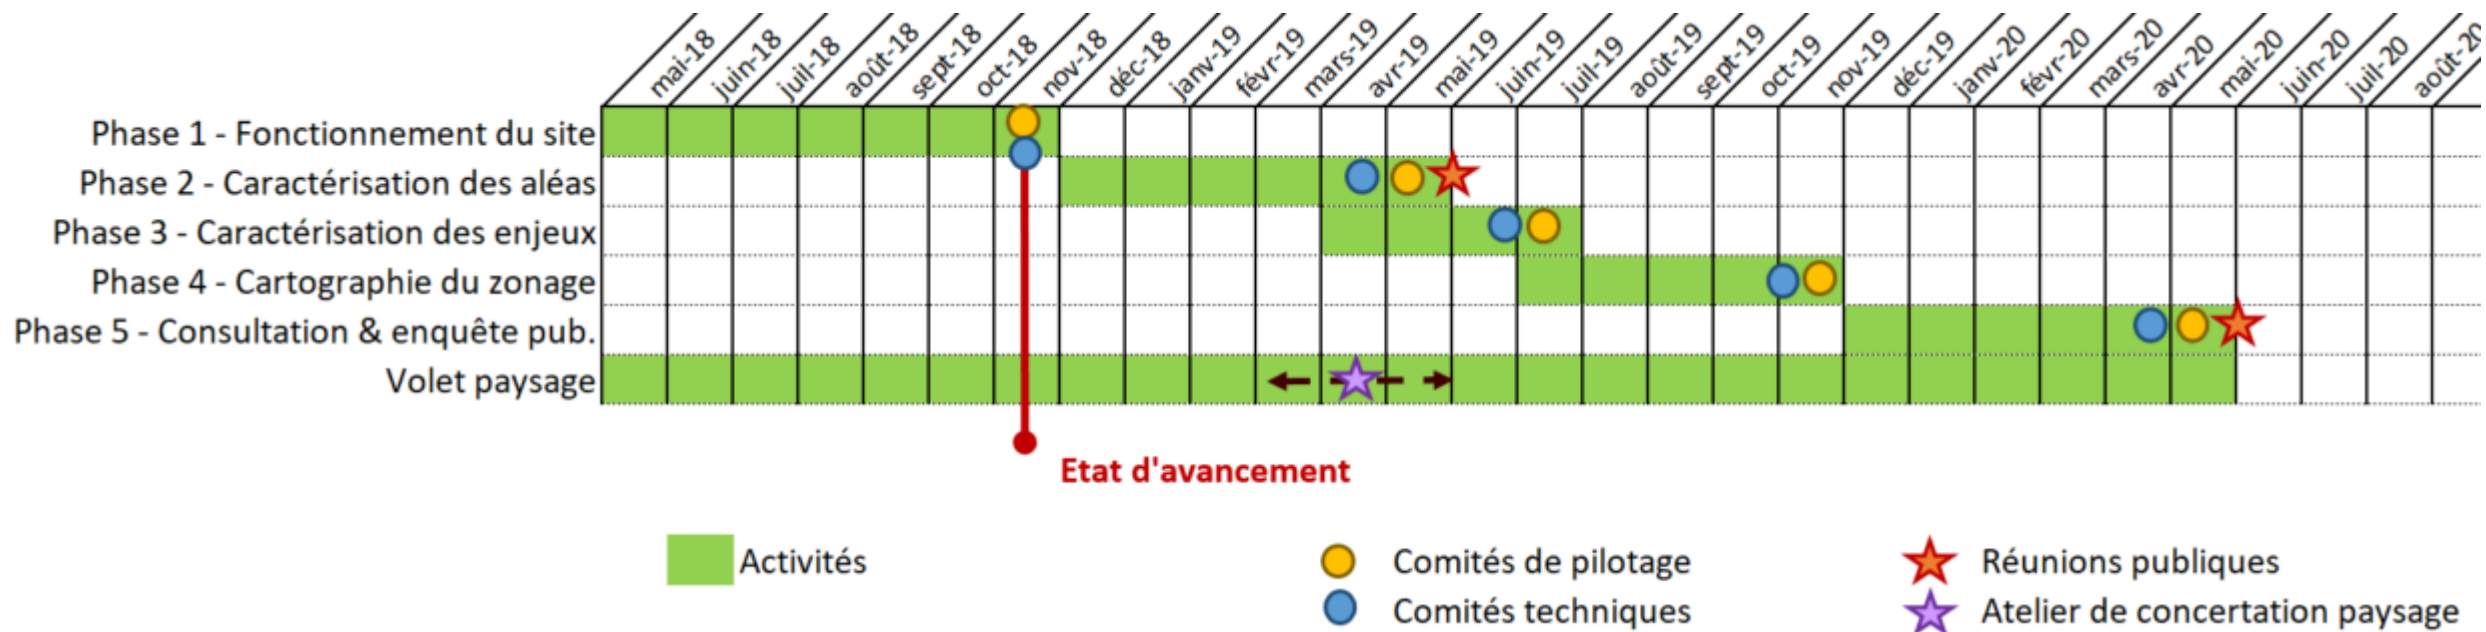 mai-18 juin-18 juil-18 août-18 sept-18 oct-18 nov-18 déc-18 janv-19 févr-19 mars-19 avr-19 mai-19 juin-19 juil-19 août-19 sept-19 oct-19 nov-19 déc-19 janv-20 févr-20 mars-20 avr-20 mai-20 juin-20 juil-20 août-20
Phase 1 - Fonctionnement du site
Phase 2 - Caractérisation des aléas
Phase 3 - Caractérisation des enjeux
Phase 4 - Cartographie du zonage
Phase 5 - Consultation & enquête pub.
Volet paysage
Etat d'avancement
Activités Comités de pilotage Réunions publiques
Comités techniques Atelier de concertation paysage